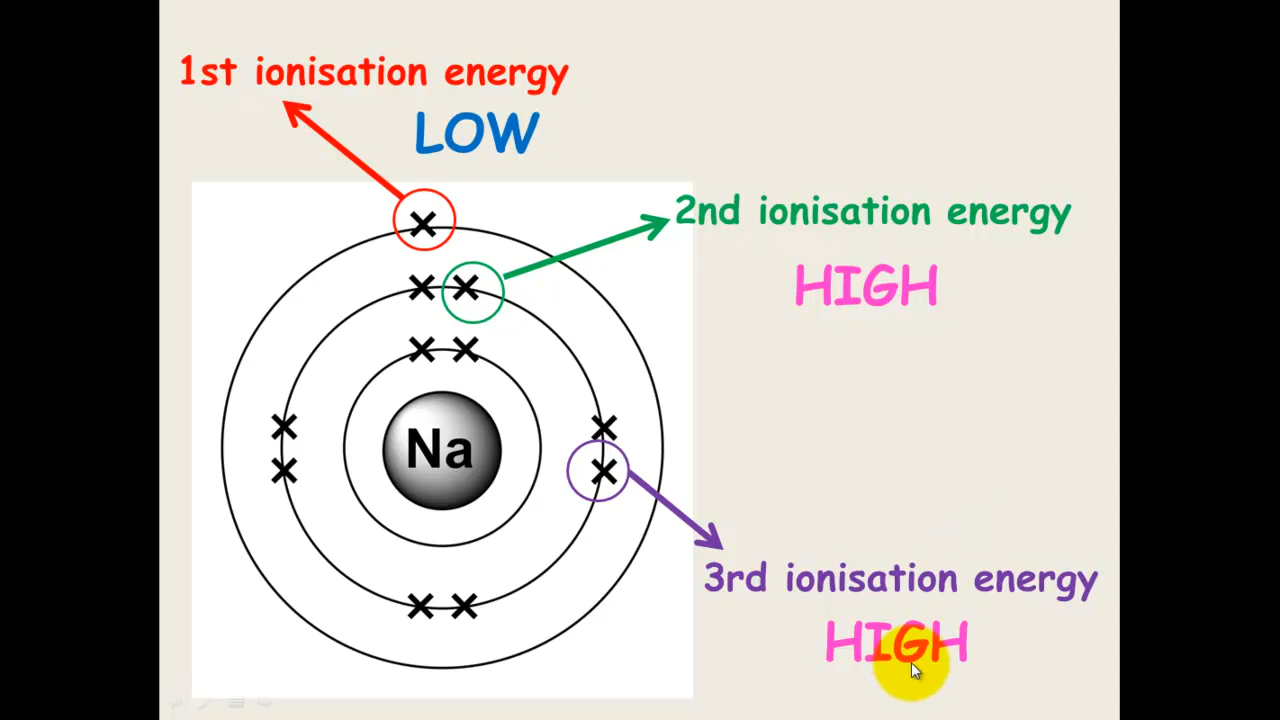 1st ionisation energy
LOW
2nd ionisation energy
HIGH
Na
3rd ionisation energy
HIGH